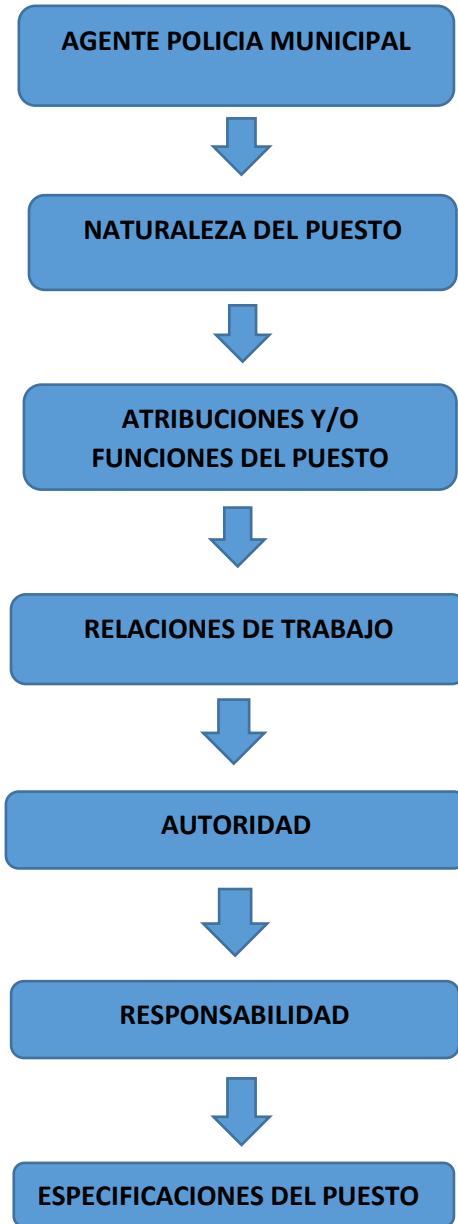 AGENTE POLICIA MUNICIPAL
NATURALEZA DEL PUESTO
ATRIBUCIONES Y/O
FUNCIONES DEL PUESTO
RELACIONES DE TRABAJO
AUTORIDAD
RESPONSABILIDAD
ESPECIFICACIONES DEL PUESTO